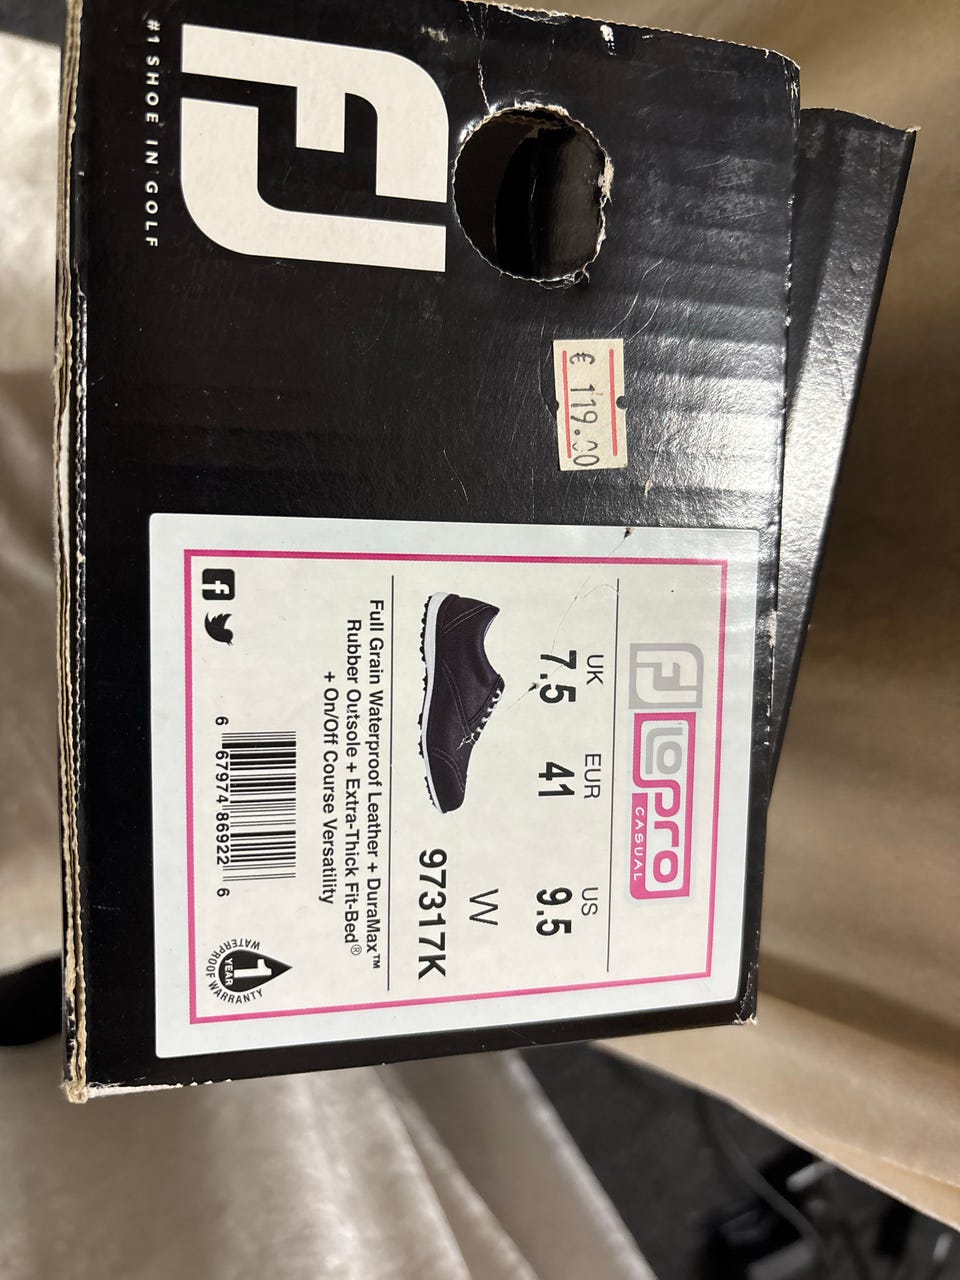 FJ
#1 SHOE IN GOLF
€ 119.00
FJ LoPro
CASUAL
UK EUR US
7.5 41 9.5
W
97317K
Full Grain Waterproof Leather + DuraMax™
Rubber Outsole + Extra-Thick Fit-Bed®
+ On/Off Course Versatility
6 67974 86922 6
WATERPROOF WARRANTY
1
YEAR